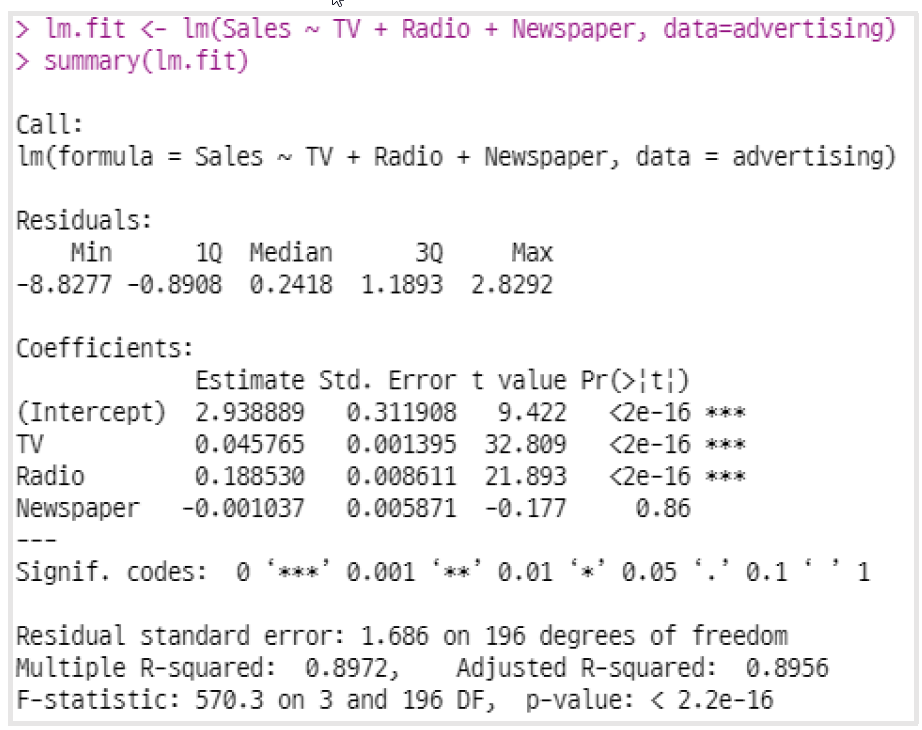 > lm.fit <- lm(Sales ~ TV + Radio + Newspaper, data=advertising)
> summary(lm.fit)
Call:
lm(formula = Sales ~ TV + Radio + Newspaper, data = advertising)
Residuals:
    Min      1Q  Median      3Q     Max
-8.8277 -0.8908  0.2418  1.1893  2.8292
Coefficients:
             Estimate Std. Error t value Pr(>¦t¦)
(Intercept)  2.938889   0.311908   9.422   <2e-16 ***
TV           0.045765   0.001395  32.809   <2e-16 ***
Radio        0.188530   0.008611  21.893   <2e-16 ***
Newspaper   -0.001037   0.005871  -0.177     0.86
---
Signif. codes:  0 ‘***’ 0.001 ‘**’ 0.01 ‘*’ 0.05 ‘.’ 0.1 ‘ ’ 1
Residual standard error: 1.686 on 196 degrees of freedom
Multiple R-squared:  0.8972,    Adjusted R-squared:  0.8956
F-statistic: 570.3 on 3 and 196 DF,  p-value: < 2.2e-16